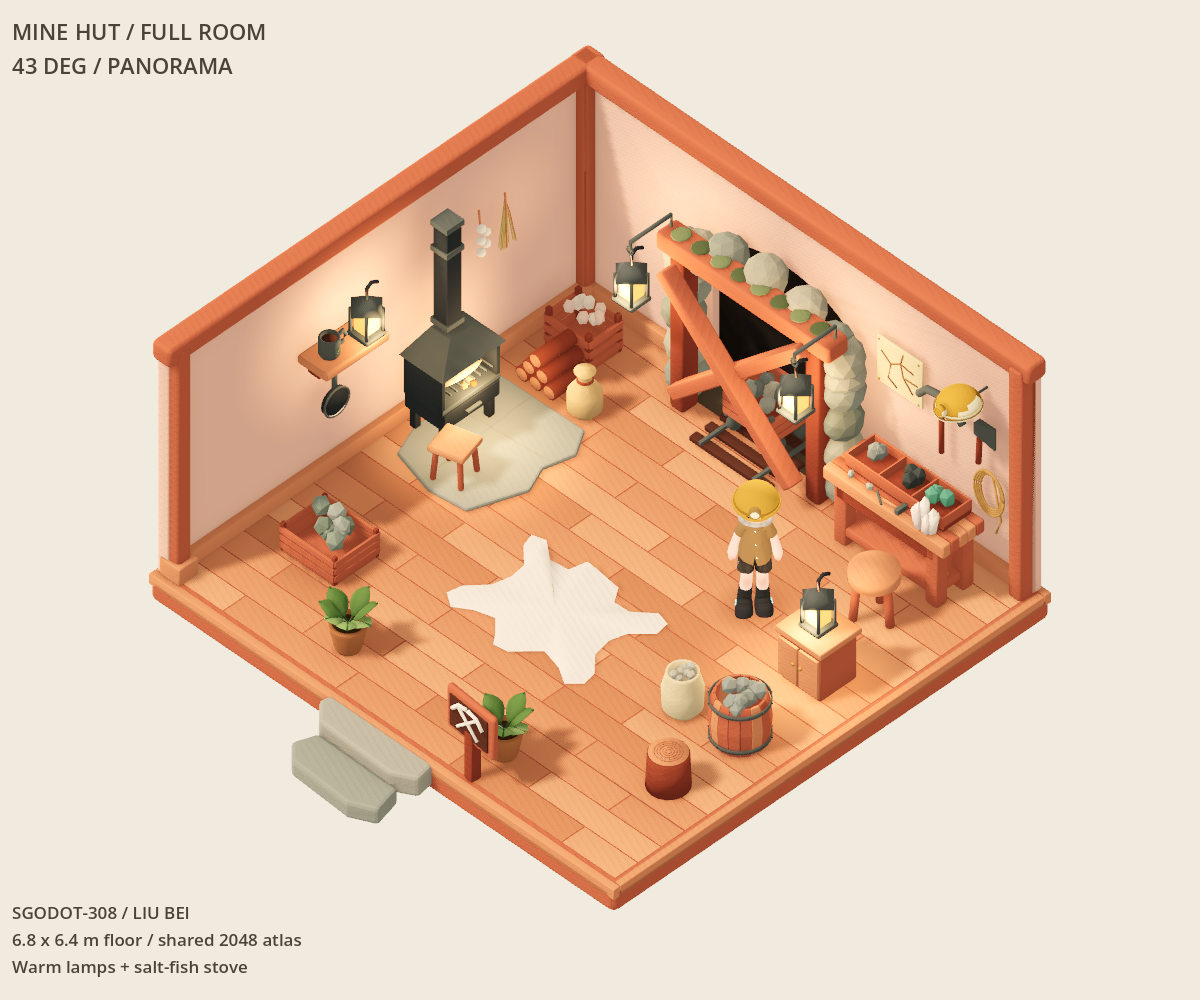 MINE HUT / FULL ROOM
43 DEG / PANORAMA
SGODOT-308 / LIU BEI
6.8 x 6.4 m floor / shared 2048 atlas
Warm lamps + salt-fish stove